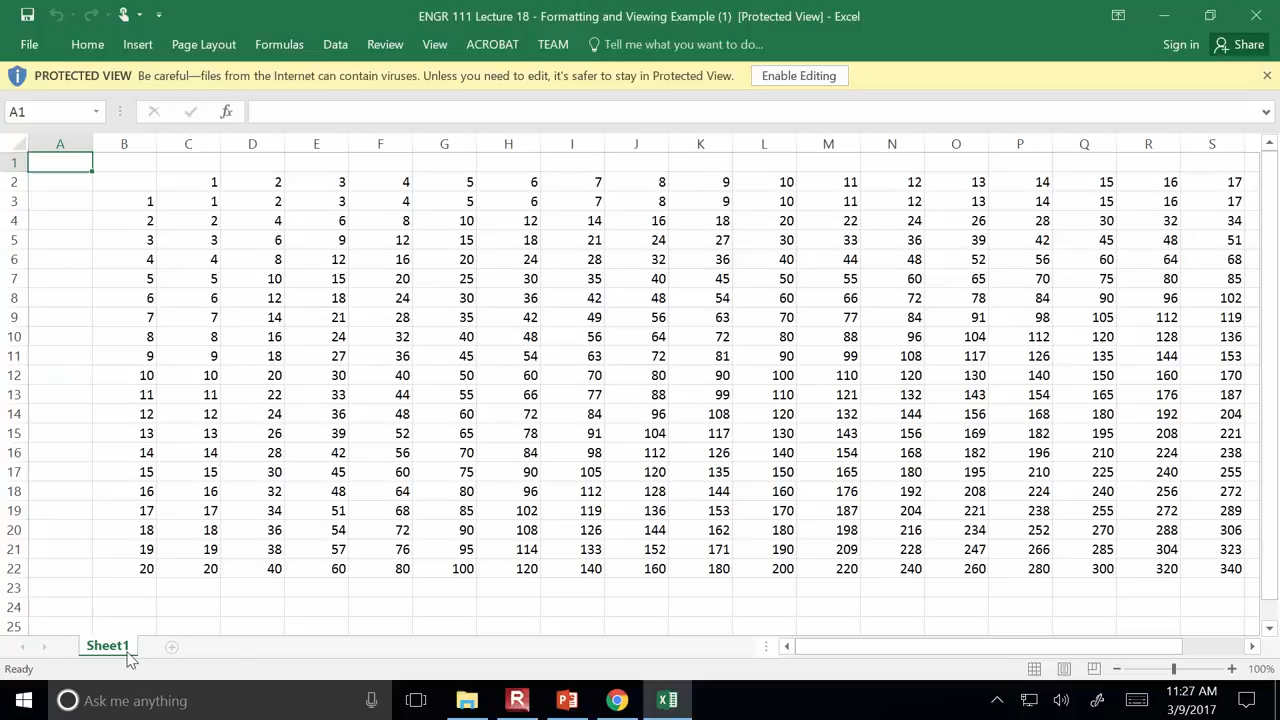 ENGR 111 Lecture 18 - Formatting and Viewing Example (1) [Protected View] - Excel
File Home Insert Page Layout Formulas Data Review View ACROBAT TEAM Tell me what you want to do... Sign in Share
PROTECTED VIEW Be careful—files from the Internet can contain viruses. Unless you need to edit, it's safer to stay in Protected View. Enable Editing
A1 fx
A B C D E F G H I J K L M N O P Q R S
1
2 1 2 3 4 5 6 7 8 9 10 11 12 13 14 15 16 17
3 1 1 2 3 4 5 6 7 8 9 10 11 12 13 14 15 16 17
4 2 2 4 6 8 10 12 14 16 18 20 22 24 26 28 30 32 34
5 3 3 6 9 12 15 18 21 24 27 30 33 36 39 42 45 48 51
6 4 4 8 12 16 20 24 28 32 36 40 44 48 52 56 60 64 68
7 5 5 10 15 20 25 30 35 40 45 50 55 60 65 70 75 80 85
8 6 6 12 18 24 30 36 42 48 54 60 66 72 78 84 90 96 102
9 7 7 14 21 28 35 42 49 56 63 70 77 84 91 98 105 112 119
10 8 8 16 24 32 40 48 56 64 72 80 88 96 104 112 120 128 136
11 9 9 18 27 36 45 54 63 72 81 90 99 108 117 126 135 144 153
12 10 10 20 30 40 50 60 70 80 90 100 110 120 130 140 150 160 170
13 11 11 22 33 44 55 66 77 88 99 110 121 132 143 154 165 176 187
14 12 12 24 36 48 60 72 84 96 108 120 132 144 156 168 180 192 204
15 13 13 26 39 52 65 78 91 104 117 130 143 156 169 182 195 208 221
16 14 14 28 42 56 70 84 98 112 126 140 154 168 182 196 210 224 238
17 15 15 30 45 60 75 90 105 120 135 150 165 180 195 210 225 240 255
18 16 16 32 48 64 80 96 112 128 144 160 176 192 208 224 240 256 272
19 17 17 34 51 68 85 102 119 136 153 170 187 204 221 238 255 272 289
20 18 18 36 54 72 90 108 126 144 162 180 198 216 234 252 270 288 306
21 19 19 38 57 76 95 114 133 152 171 190 209 228 247 266 285 304 323
22 20 20 40 60 80 100 120 140 160 180 200 220 240 260 280 300 320 340
23
24
25
Sheet1
Ready 100%
Ask me anything 11:27 AM
3/9/2017